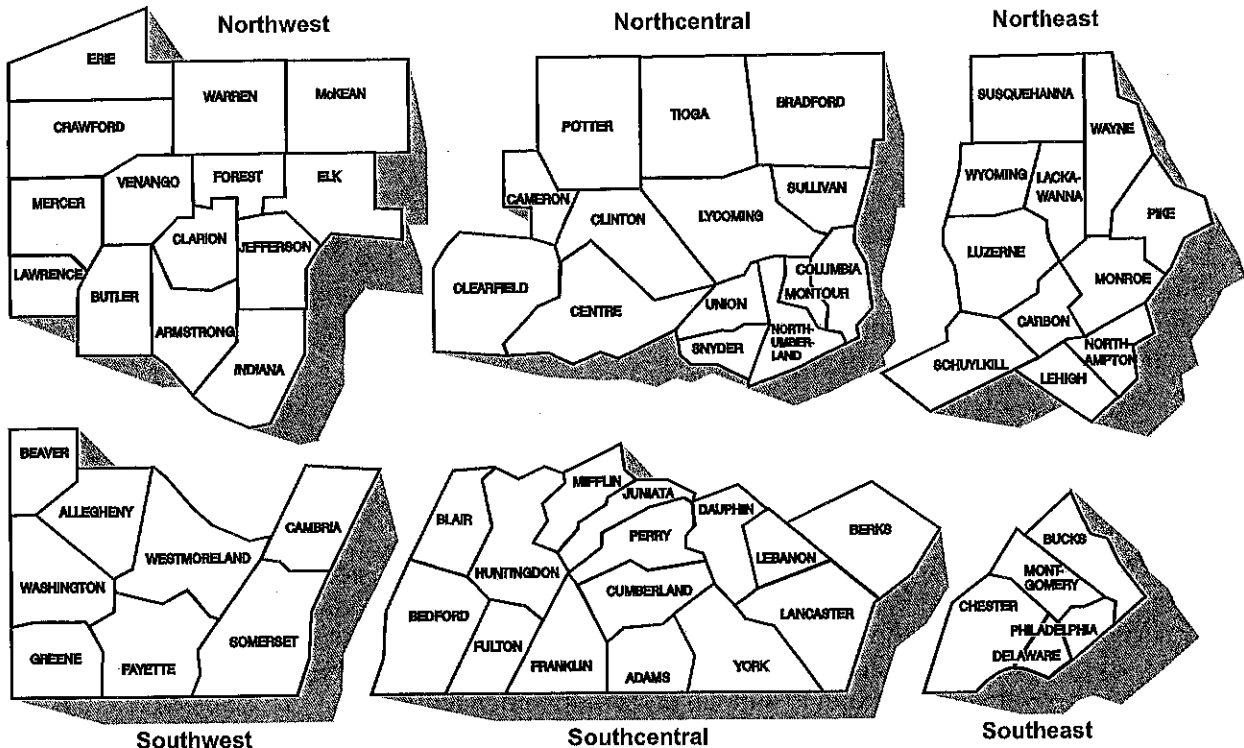 Northwest
ERIE
WARREN
McKEAN
CRAWFORD
VENANGO
FOREST
ELK
MERCER
CLARION
JEFFERSON
LAWRENCE
BUTLER
ARMSTRONG
INDIANA
Northcentral
POTTER
TIOGA
BRADFORD
CAMERON
CLINTON
LYCOMING
SULLIVAN
CLEARFIELD
CENTRE
UNION
COLUMBIA
MONTOUR
SNYDER
NORTH-
UMBER-
LAND
Northeast
SUSQUEHANNA
WAYNE
WYOMING
LACKA-
WANNA
PIKE
LUZERNE
MONROE
CARBON
SCHUYLKILL
LEHIGH
NORTH-
AMPTON
BEAVER
ALLEGHENY
CAMBRIA
WESTMORELAND
WASHINGTON
GREENE
FAYETTE
SOMERSET
Southwest
MIFFLIN
JUNIATA
BLAIR
DAUPHIN
PERRY
BERKS
LEBANON
HUNTINGDON
CUMBERLAND
LANCASTER
BEDFORD
FULTON
FRANKLIN
ADAMS
YORK
Southcentral
BUCKS
MONT-
GOMERY
CHESTER
PHILADELPHIA
DELAWARE
Southeast